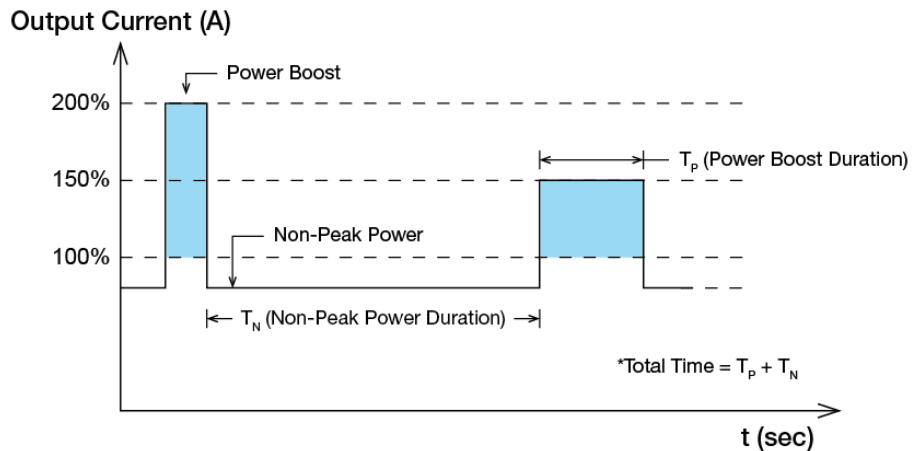 Output Current (A)
Power Boost
200%
T_P (Power Boost Duration)
150%
Non-Peak Power
100%
T_N (Non-Peak Power Duration)
*Total Time = T_P + T_N
t (sec)